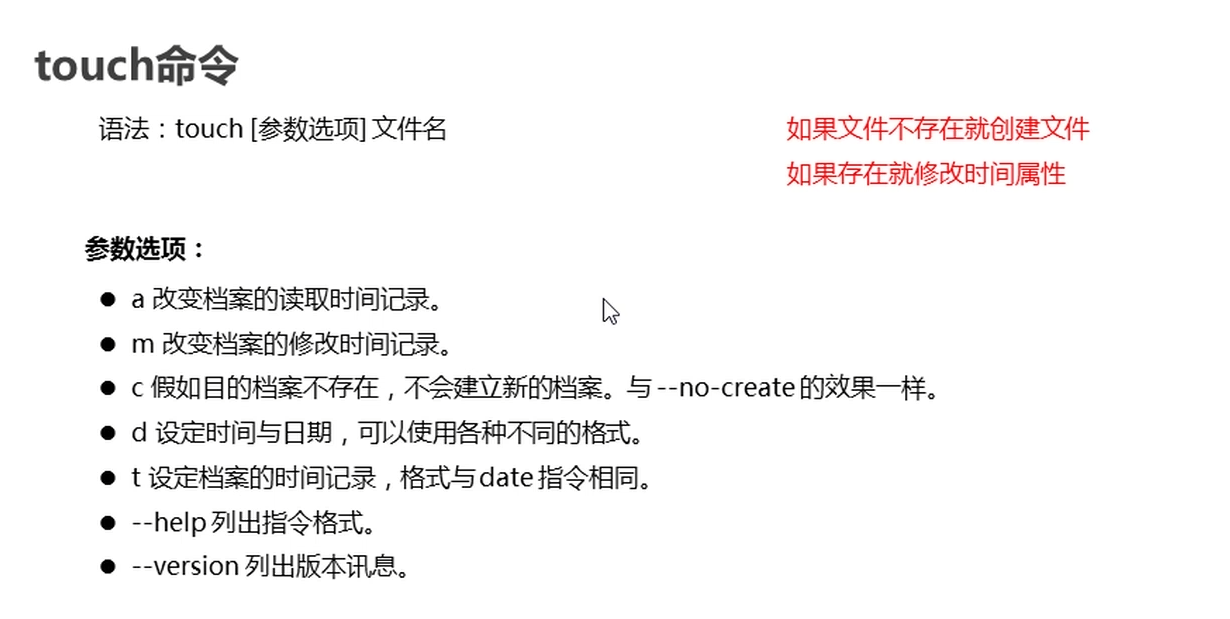 touch命令
语法：touch [参数选项] 文件名
如果文件不存在就创建文件
如果存在就修改时间属性
参数选项：
● a 改变档案的读取时间记录。
● m 改变档案的修改时间记录。
● c 假如目的档案不存在，不会建立新的档案。与 --no-create 的效果一样。
● d 设定时间与日期，可以使用各种不同的格式。
● t 设定档案的时间记录，格式与 date 指令相同。
● --help 列出指令格式。
● --version 列出版本讯息。